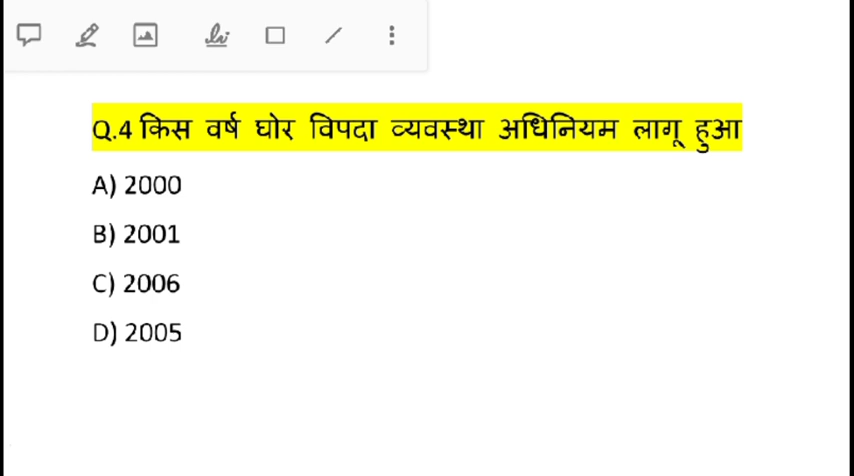 Q.4 किस वर्ष घोर विपदा व्यवस्था अधिनियम लागू हुआ
A) 2000
B) 2001
C) 2006
D) 2005